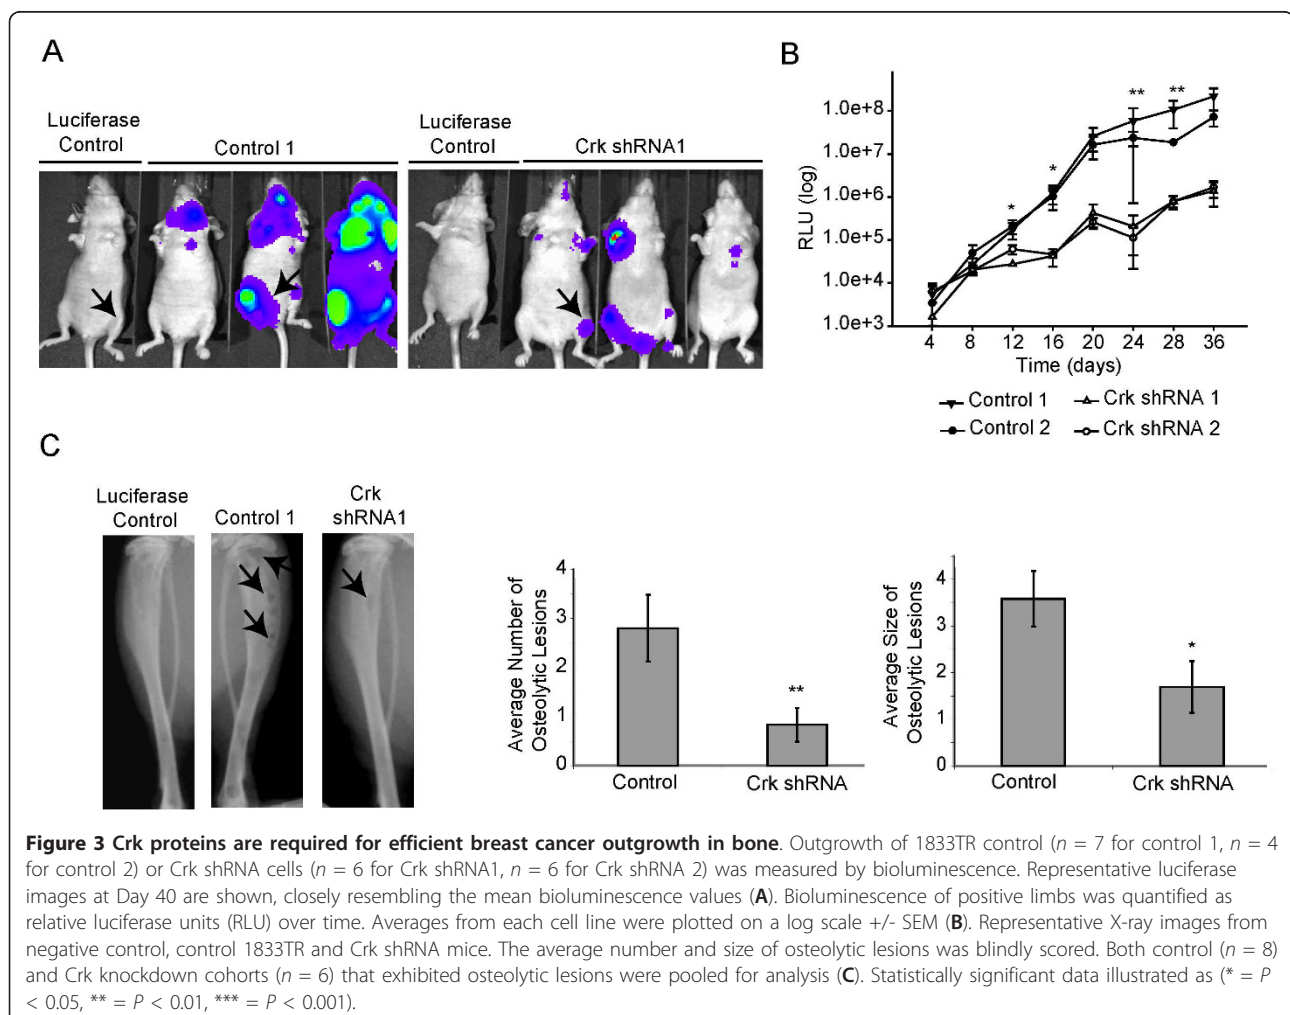 A
Luciferase
Control
Control 1
Luciferase
Control
Crk shRNA1
B
RLU (log)
1.0e+8
1.0e+7
1.0e+6
1.0e+5
1.0e+4
1.0e+3
*
*
**
**
4
8
12
16
20
24
28
36
Time (days)
Control 1
Crk shRNA 1
Control 2
Crk shRNA 2
C
Luciferase
Control
Control 1
Crk
shRNA1
Average Number of
Osteolytic Lesions
4
3
2
1
0
**
Control
Crk shRNA
Average Size of
Osteolytic Lesions
4
3
2
1
0
*
Control
Crk shRNA
Figure 3 Crk proteins are required for efficient breast cancer outgrowth in bone. Outgrowth of 1833TR control (n = 7 for control 1, n = 4
for control 2) or Crk shRNA cells (n = 6 for Crk shRNA1, n = 6 for Crk shRNA 2) was measured by bioluminescence. Representative luciferase
images at Day 40 are shown, closely resembling the mean bioluminescence values (A). Bioluminescence of positive limbs was quantified as
relative luciferase units (RLU) over time. Averages from each cell line were plotted on a log scale +/- SEM (B). Representative X-ray images from
negative control, control 1833TR and Crk shRNA mice. The average number and size of osteolytic lesions was blindly scored. Both control (n = 8)
and Crk knockdown cohorts (n = 6) that exhibited osteolytic lesions were pooled for analysis (C). Statistically significant data illustrated as (* = P
< 0.05, ** = P < 0.01, *** = P < 0.001).